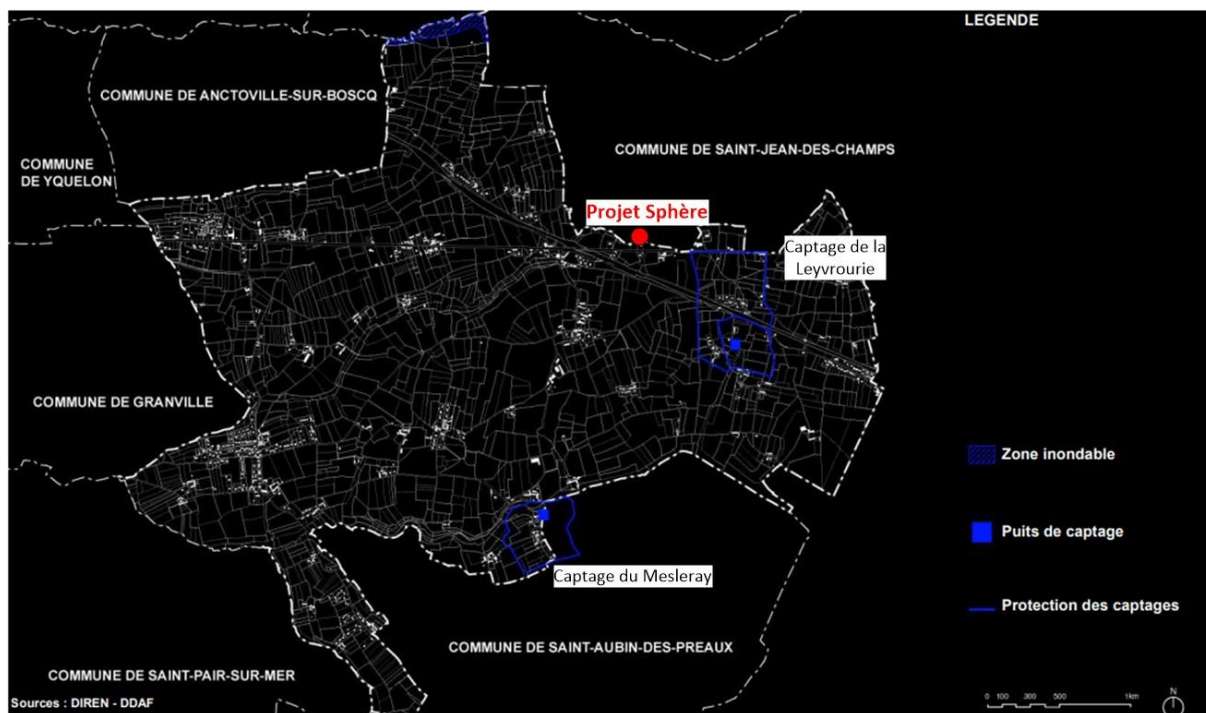 LEGENDE
COMMUNE DE ANCTOVILLE-SUR-BOSCQ
COMMUNE DE SAINT-JEAN-DES-CHAMPS
COMMUNE
DE YQUELON
Projet Sphère
Captage de la
Leyvrourie
COMMUNE DE GRANVILLE
Zone inondable
Puits de captage
Captage du Mesleray
Protection des captages
COMMUNE DE SAINT-AUBIN-DES-PREAUX
COMMUNE DE SAINT-PAIR-SUR-MER
Sources : DIREN - DDAF
0 100 300 500 1km
N